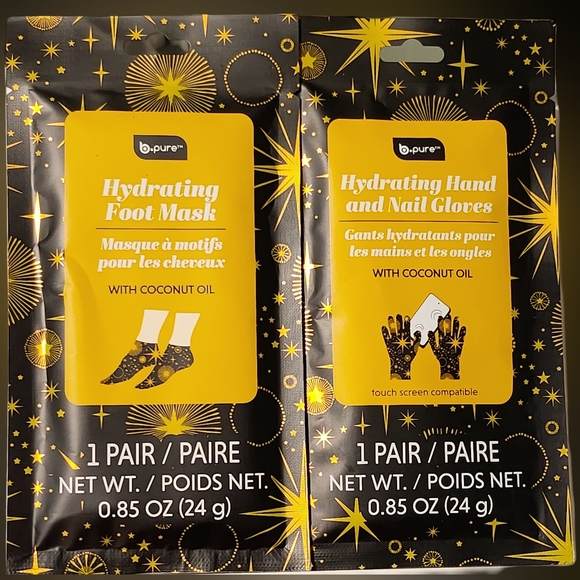 b.pure™
Hydrating
Foot Mask
Masque à motifs
pour les cheveux
WITH COCONUT OIL
1 PAIR / PAIRE
NET WT. / POIDS NET.
0.85 OZ (24 g)
b.pure™
Hydrating Hand
and Nail Gloves
Gants hydratants pour
les mains et les ongles
WITH COCONUT OIL
touch screen compatible
1 PAIR / PAIRE
NET WT. / POIDS NET.
0.85 OZ (24 g)